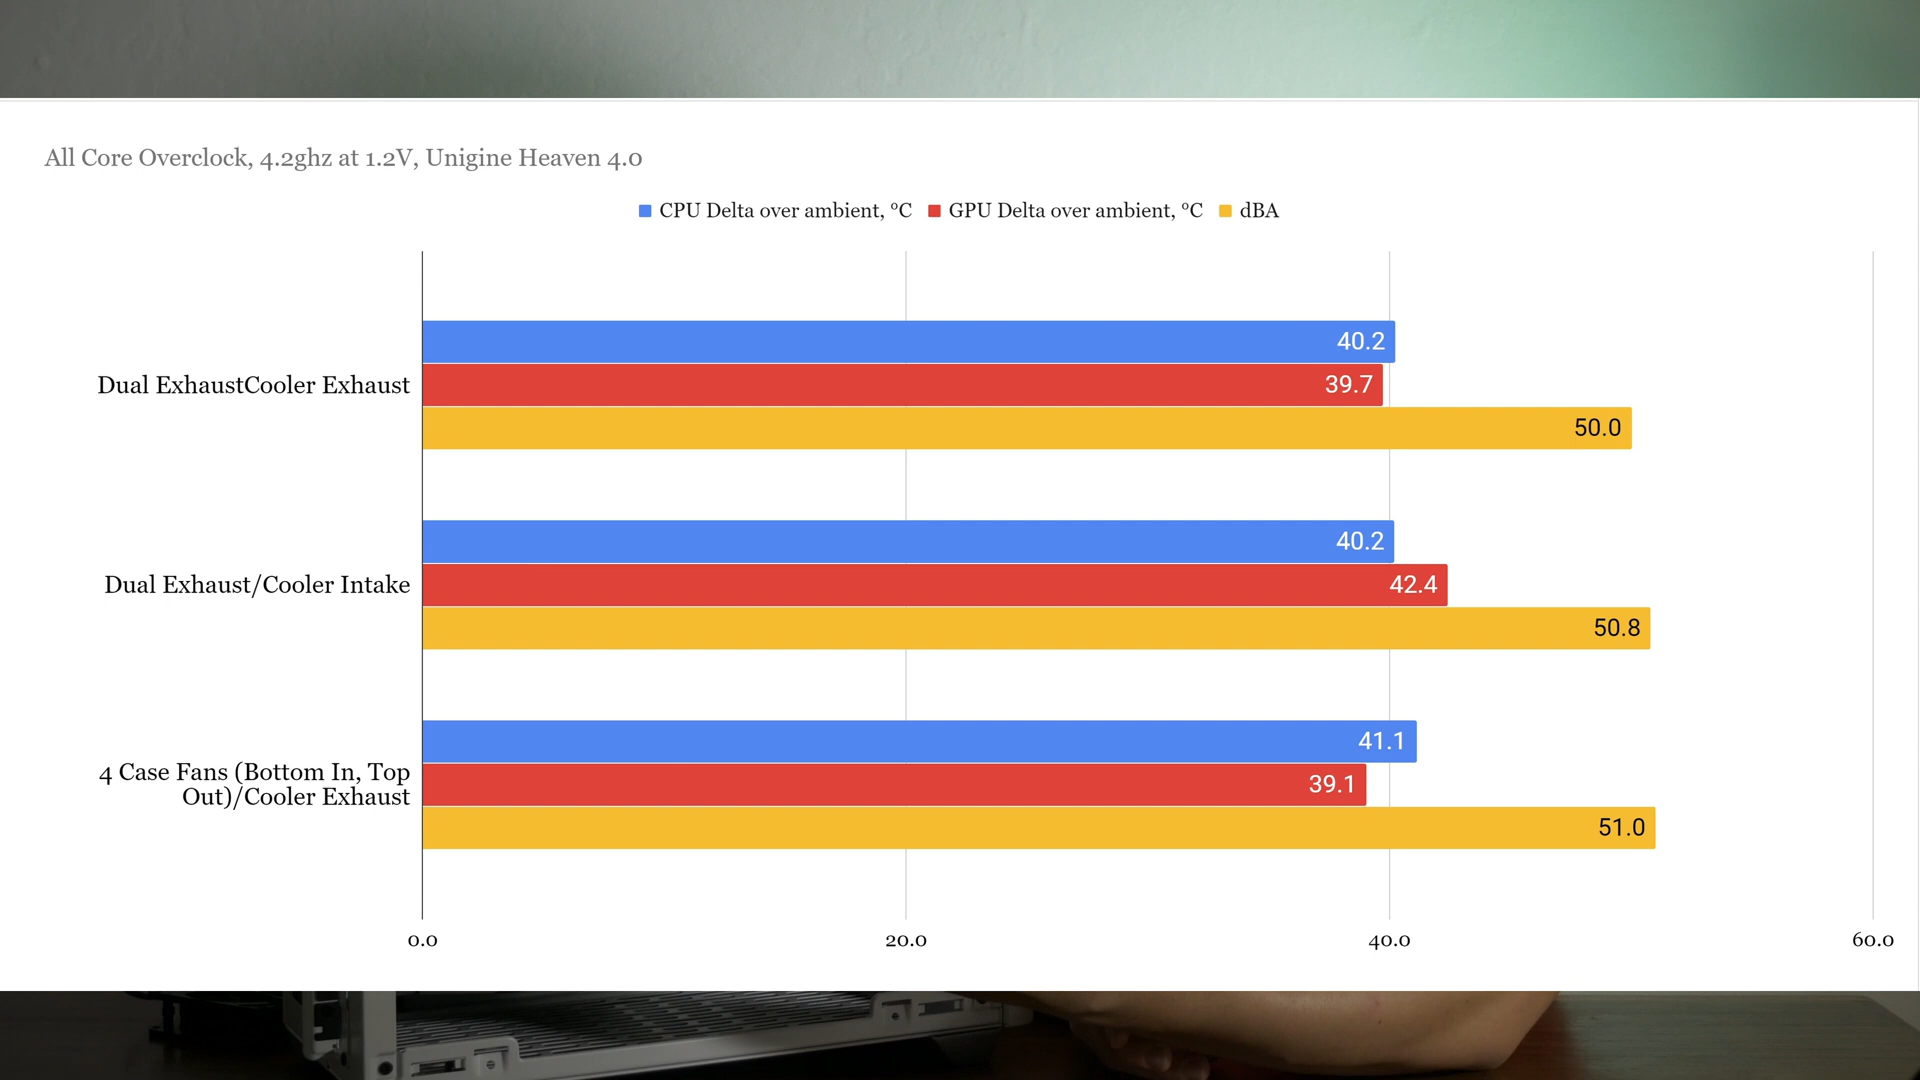 All Core Overclock, 4.2ghz at 1.2V, Unigine Heaven 4.0
CPU Delta over ambient, °C GPU Delta over ambient, °C dBA
Dual ExhaustCooler Exhaust
40.2
39.7
50.0
Dual Exhaust/Cooler Intake
40.2
42.4
50.8
4 Case Fans (Bottom In, Top
Out)/Cooler Exhaust
41.1
39.1
51.0
0.0 20.0 40.0 60.0